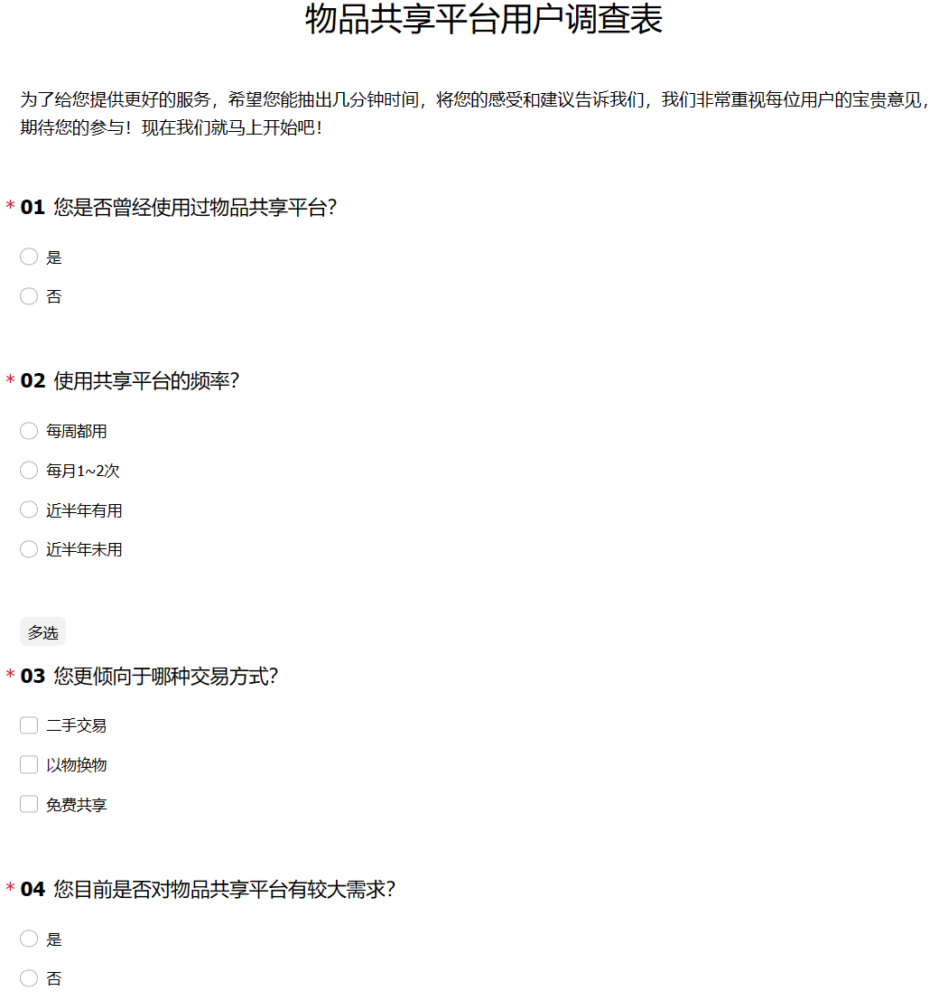 物品共享平台用户调查表
为了给您提供更好的服务，希望您能抽出几分钟时间，将您的感受和建议告诉我们，我们非常重视每位用户的宝贵意见，
期待您的参与！现在我们就马上开始吧！
* 01 您是否曾经使用过物品共享平台？
是
否
* 02 使用共享平台的频率？
每周都用
每月1~2次
近半年有用
近半年未用
多选
* 03 您更倾向于哪种交易方式？
二手交易
以物换物
免费共享
* 04 您目前是否对物品共享平台有较大需求？
是
否